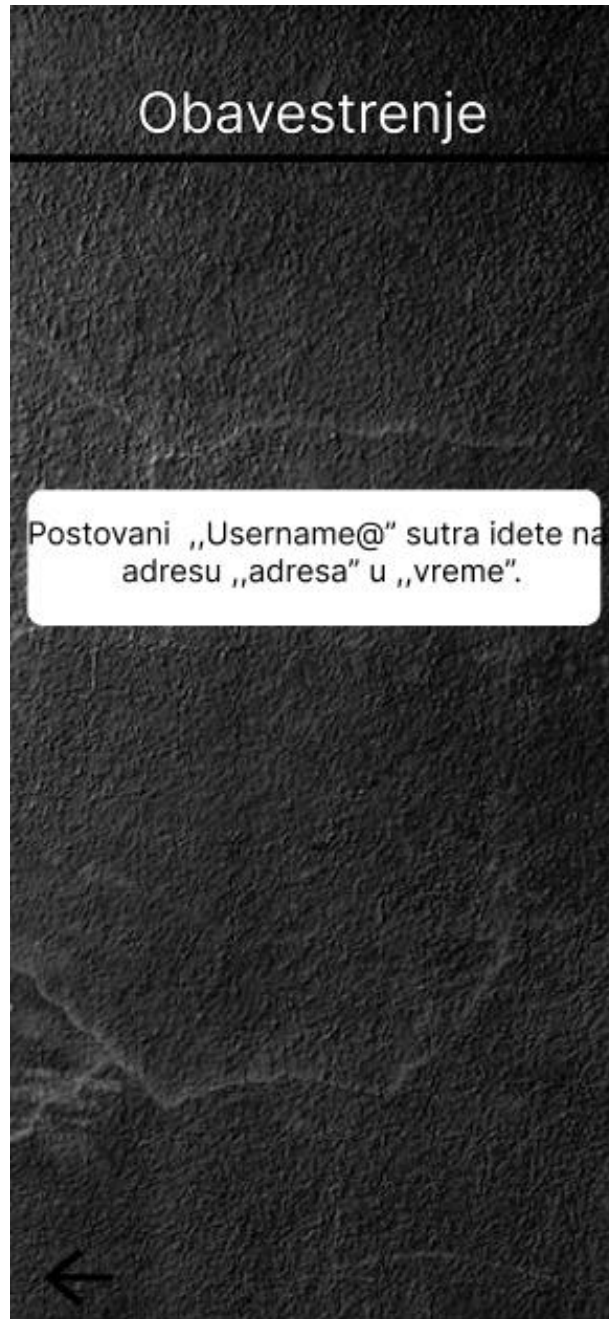 Obavestrenje
Postovani  ,,Username@” sutra idete na
adresu ,,adresa” u ,,vreme”.